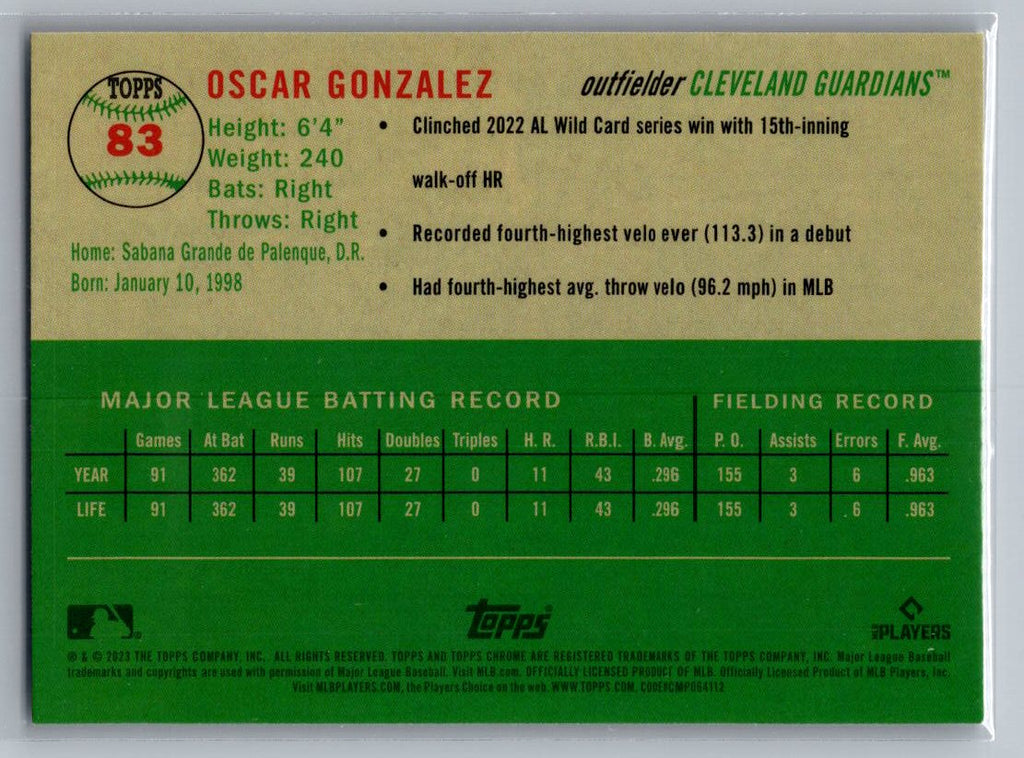 TOPPS
83
OSCAR GONZALEZ
outfielder CLEVELAND GUARDIANS™
Height: 6'4"
Weight: 240
Bats: Right
Throws: Right
Home: Sabana Grande de Palenque, D.R.
Born: January 10, 1998
• Clinched 2022 AL Wild Card series win with 15th-inning
walk-off HR
• Recorded fourth-highest velo ever (113.3) in a debut
• Had fourth-highest avg. throw velo (96.2 mph) in MLB
MAJOR LEAGUE BATTING RECORD FIELDING RECORD
Games At Bat Runs Hits Doubles Triples H. R. R.B.I. B. Avg. P. O. Assists Errors F. Avg.
YEAR 91 362 39 107 27 0 11 43 .296 155 3 6 .963
LIFE 91 362 39 107 27 0 11 43 .296 155 3 6 .963
Topps®
MLB PLAYERS
® & © 2023 THE TOPPS COMPANY, INC. ALL RIGHTS RESERVED. TOPPS AND TOPPS CHROME ARE REGISTERED TRADEMARKS OF THE TOPPS COMPANY, INC. Major League Baseball
trademarks and copyrights are used with permission of Major League Baseball. Visit MLB.com. OFFICIALLY LICENSED PRODUCT OF MLB. Officially Licensed Product of MLB Players, Inc.
Visit MLBPLAYERS.COM, the Players Choice on the web. WWW.TOPPS.COM. CODE#CMP064112